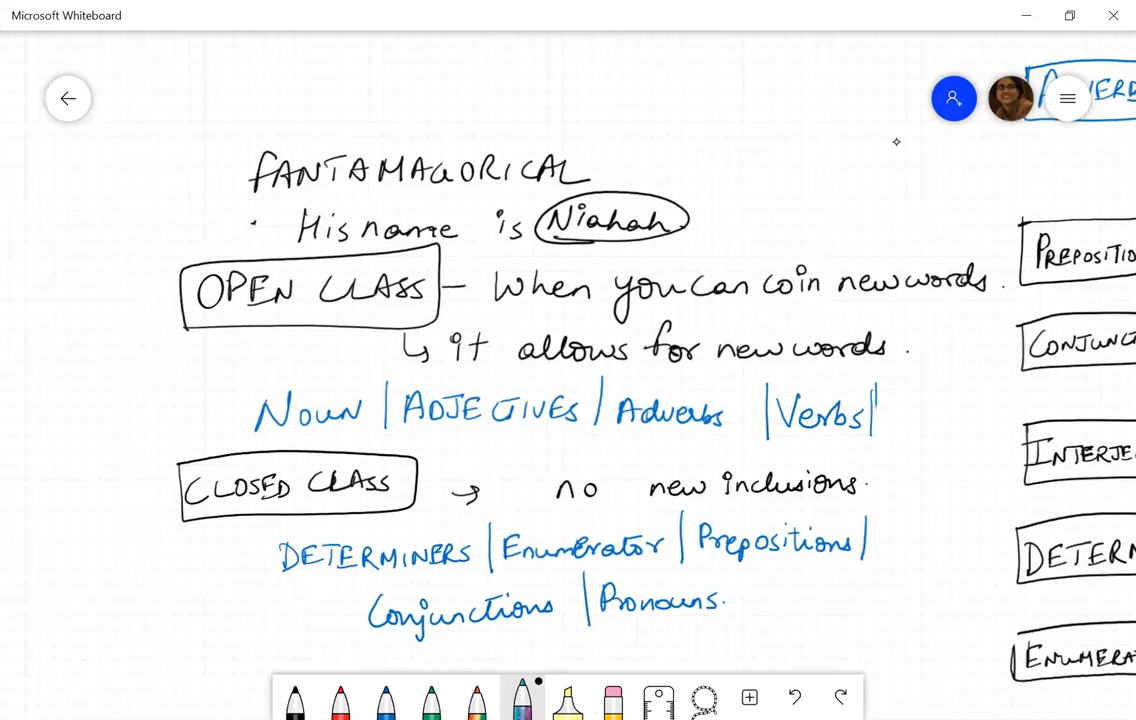 Microsoft Whiteboard
ADVERB
FANTAMAGORICAL
His name is Niahah.
OPEN CLASS — When you can coin new words.
↳ it allows for new words.
NOUN | ADJECTIVES | Adverbs | Verbs |
CLOSED CLASS → no new inclusions.
DETERMINERS | Enumerator | Prepositions |
Conjunctions | Pronouns.
PREPOSITIO
CONJUNC
INTERJE
DETERM
ENUMERA